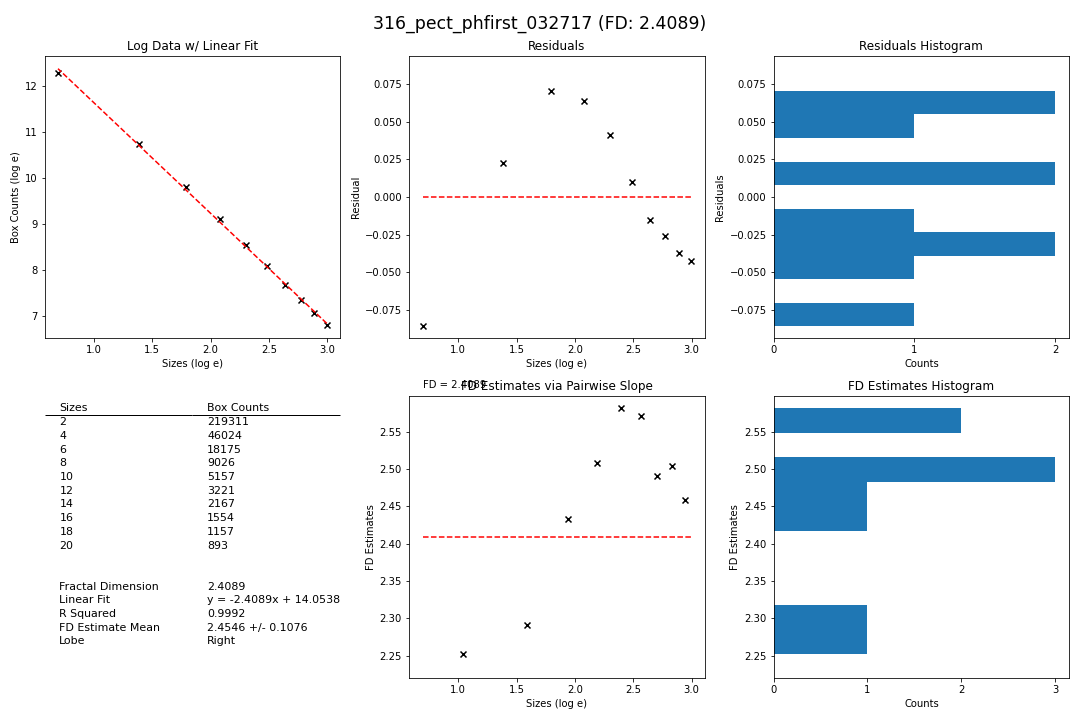 316_pect_phfirst_032717 (FD: 2.4089)
Log Data w/ Linear Fit
12
11
10
9
8
7
Box Counts (log e)
1.0 1.5 2.0 2.5 3.0
Sizes (log e)
Residuals
0.075
0.050
0.025
0.000
−0.025
−0.050
−0.075
Residual
1.0 1.5 2.0 2.5 3.0
Sizes (log e)
Residuals Histogram
0.075
0.050
0.025
0.000
−0.025
−0.050
−0.075
Residuals
0 1 2
Counts
Sizes Box Counts
2 219311
4 46024
6 18175
8 9026
10 5157
12 3221
14 2167
16 1554
18 1157
20 893
Fractal Dimension 2.4089
Linear Fit y = -2.4089x + 14.0538
R Squared 0.9992
FD Estimate Mean 2.4546 +/- 0.1076
Lobe Right
FD = 2.4089
FD Estimates via Pairwise Slope
2.55
2.50
2.45
2.40
2.35
2.30
2.25
FD Estimates
1.0 1.5 2.0 2.5 3.0
Sizes (log e)
FD Estimates Histogram
2.55
2.50
2.45
2.40
2.35
2.30
2.25
FD Estimates
0 1 2 3
Counts